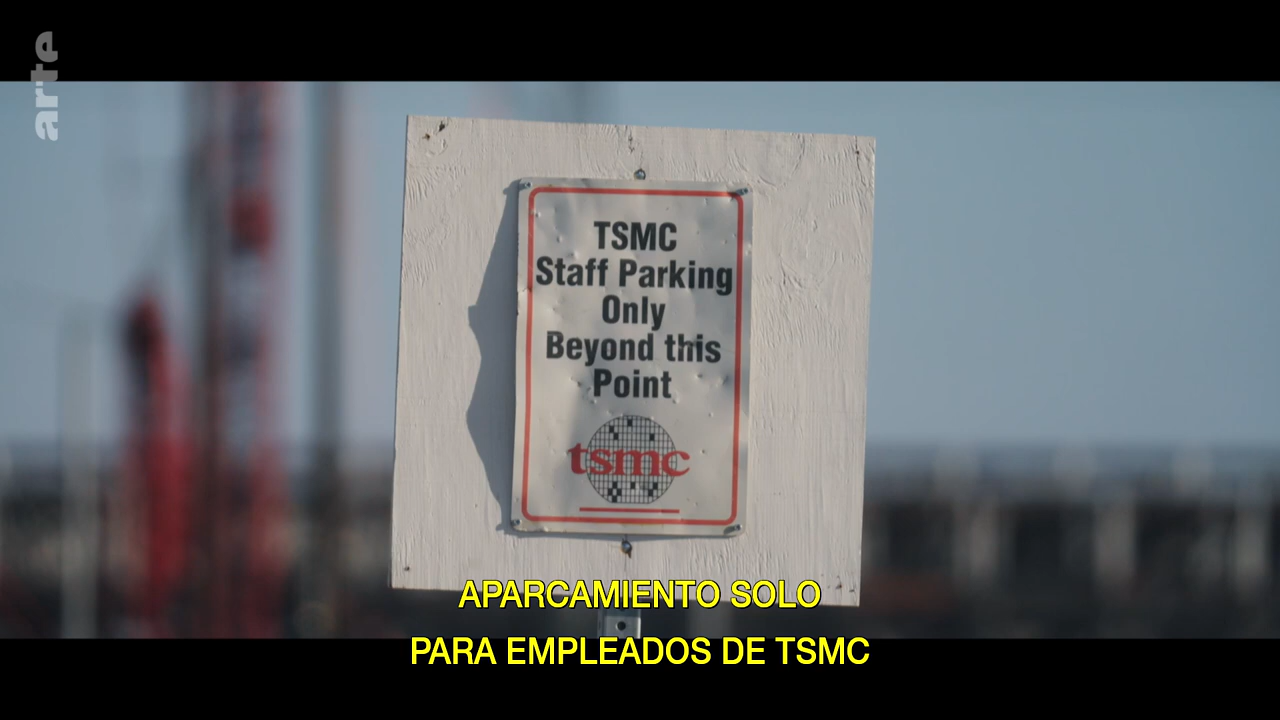 arte
TSMC
Staff Parking
Only
Beyond this
Point
tsmc
APARCAMIENTO SOLO
PARA EMPLEADOS DE TSMC